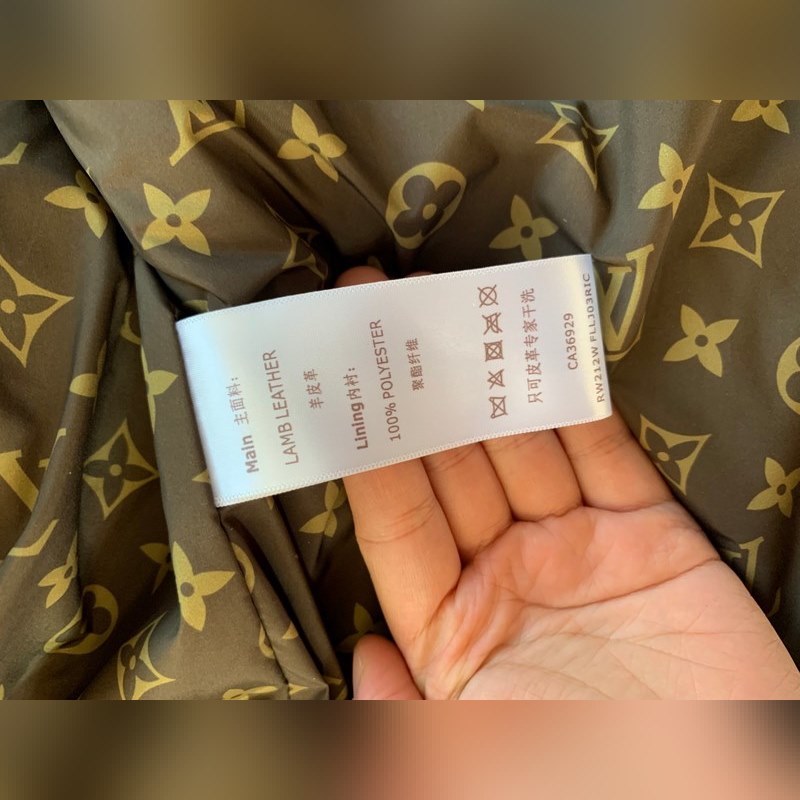 Main 主面料:
LAMB LEATHER
羊皮革
Lining内衬:
100% POLYESTER
聚酯纤维
只可皮革专家干洗
CA36929
RW212W FLLJ03RIC